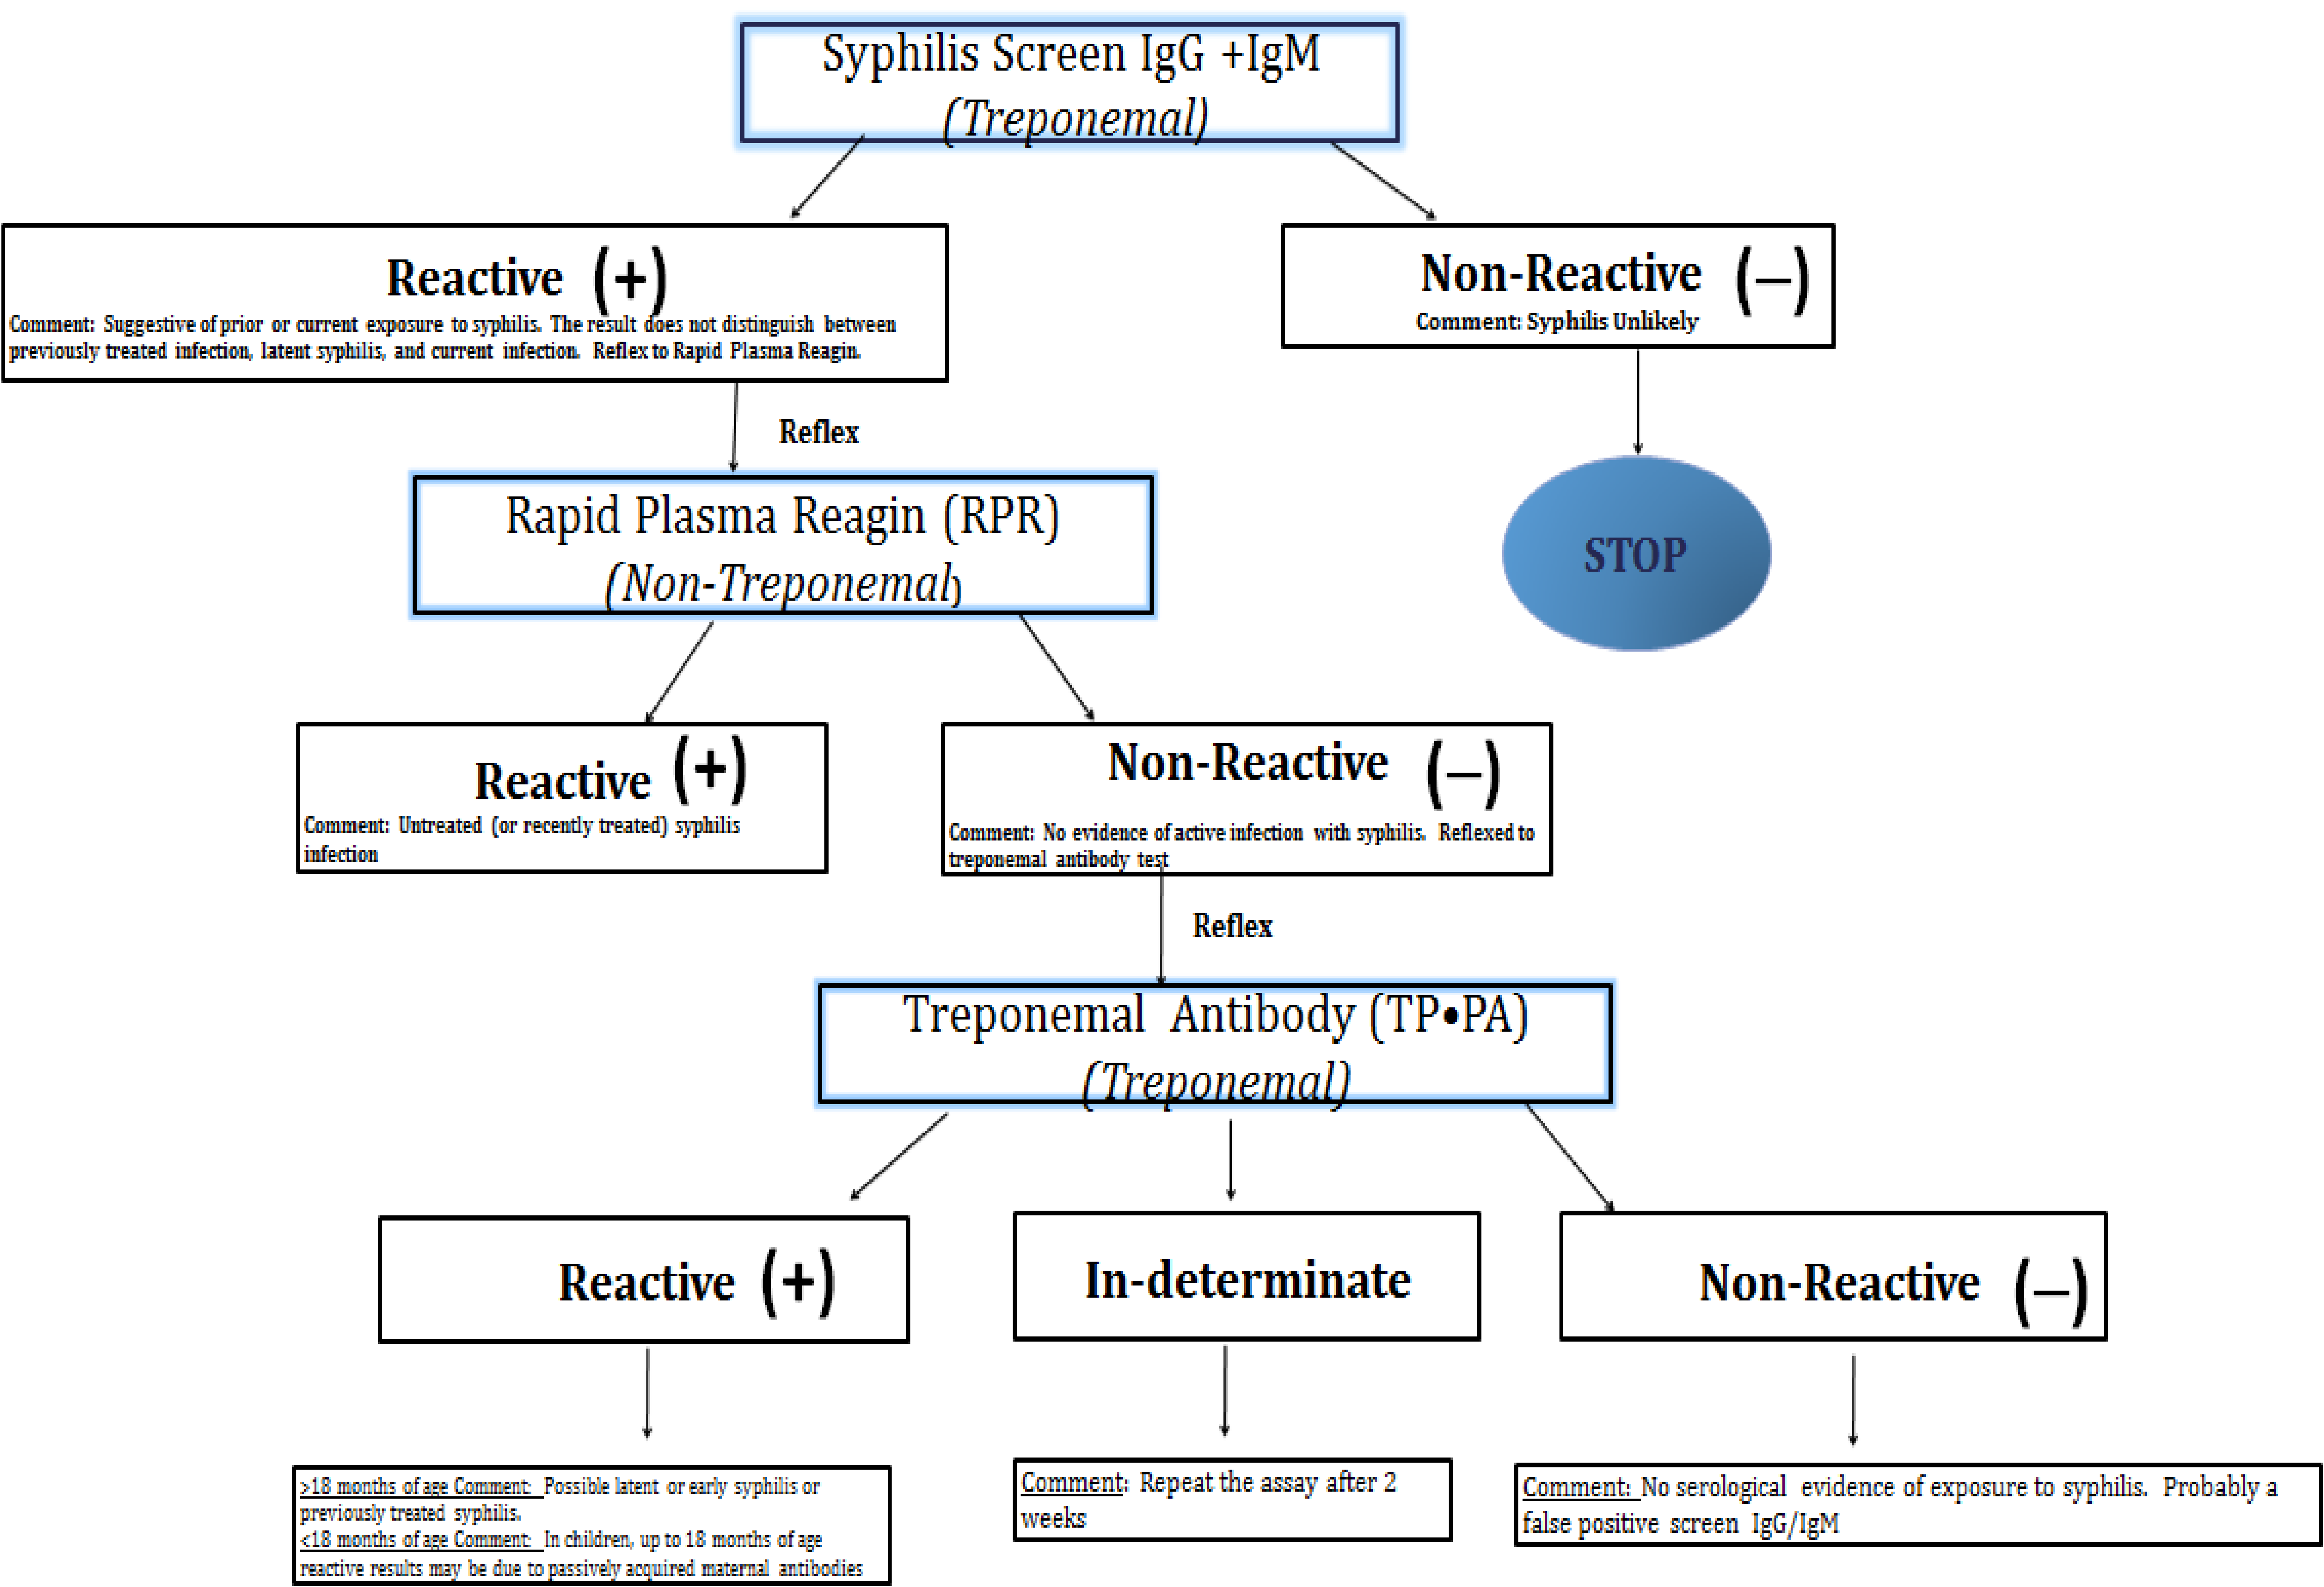 Syphilis Screen IgG +IgM
(Treponemal)
Reactive (+)
Comment: Suggestive of prior or current exposure to syphilis. The result does not distinguish between
previously treated infection, latent syphilis, and current infection. Reflex to Rapid Plasma Reagin.
Non-Reactive (–)
Comment: Syphilis Unlikely
Reflex
STOP
Rapid Plasma Reagin (RPR)
(Non-Treponemal)
Reactive (+)
Comment: Untreated (or recently treated) syphilis
infection
Non-Reactive (–)
Comment: No evidence of active infection with syphilis. Reflexed to
treponemal antibody test
Reflex
Treponemal Antibody (TP•PA)
(Treponemal)
Reactive (+)
In-determinate
Non-Reactive (–)
>18 months of age Comment: Possible latent or early syphilis or
previously treated syphilis.
<18 months of age Comment: In children, up to 18 months of age
reactive results may be due to passively acquired maternal antibodies
Comment: Repeat the assay after 2
weeks
Comment: No serological evidence of exposure to syphilis. Probably a
false positive screen IgG/IgM